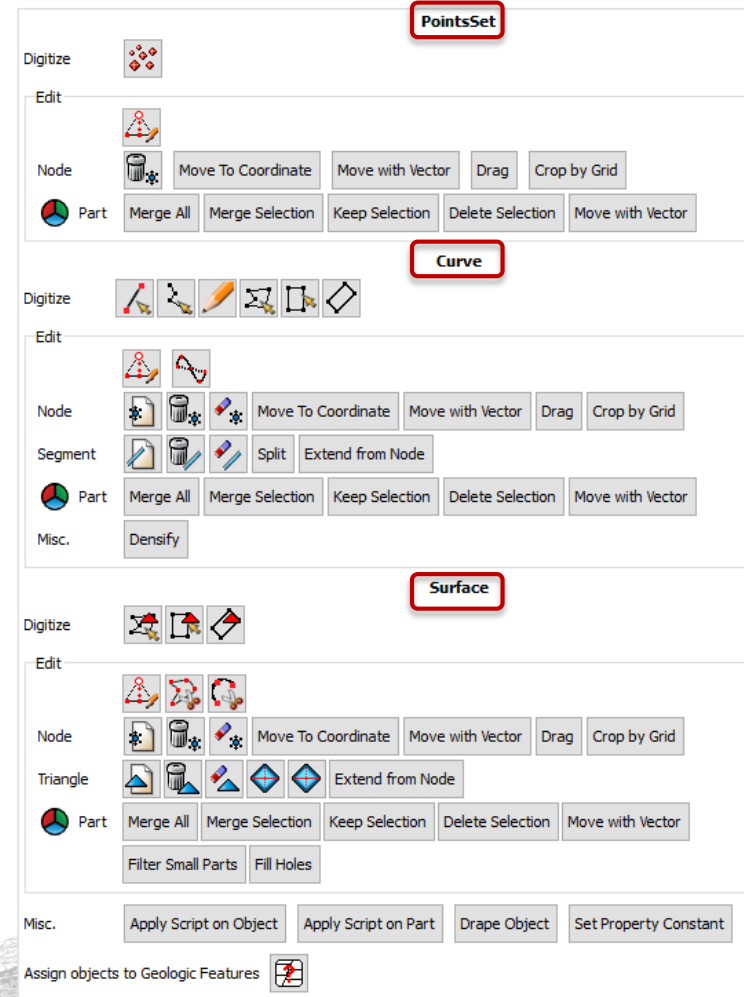 PointsSet
Digitize
Edit
Node Move To Coordinate Move with Vector Drag Crop by Grid
Part Merge All Merge Selection Keep Selection Delete Selection Move with Vector
Curve
Digitize
Edit
Node Move To Coordinate Move with Vector Drag Crop by Grid
Segment Split Extend from Node
Part Merge All Merge Selection Keep Selection Delete Selection Move with Vector
Misc. Densify
Surface
Digitize
Edit
Node Move To Coordinate Move with Vector Drag Crop by Grid
Triangle Extend from Node
Part Merge All Merge Selection Keep Selection Delete Selection Move with Vector
Filter Small Parts Fill Holes
Misc. Apply Script on Object Apply Script on Part Drape Object Set Property Constant
Assign objects to Geologic Features ?